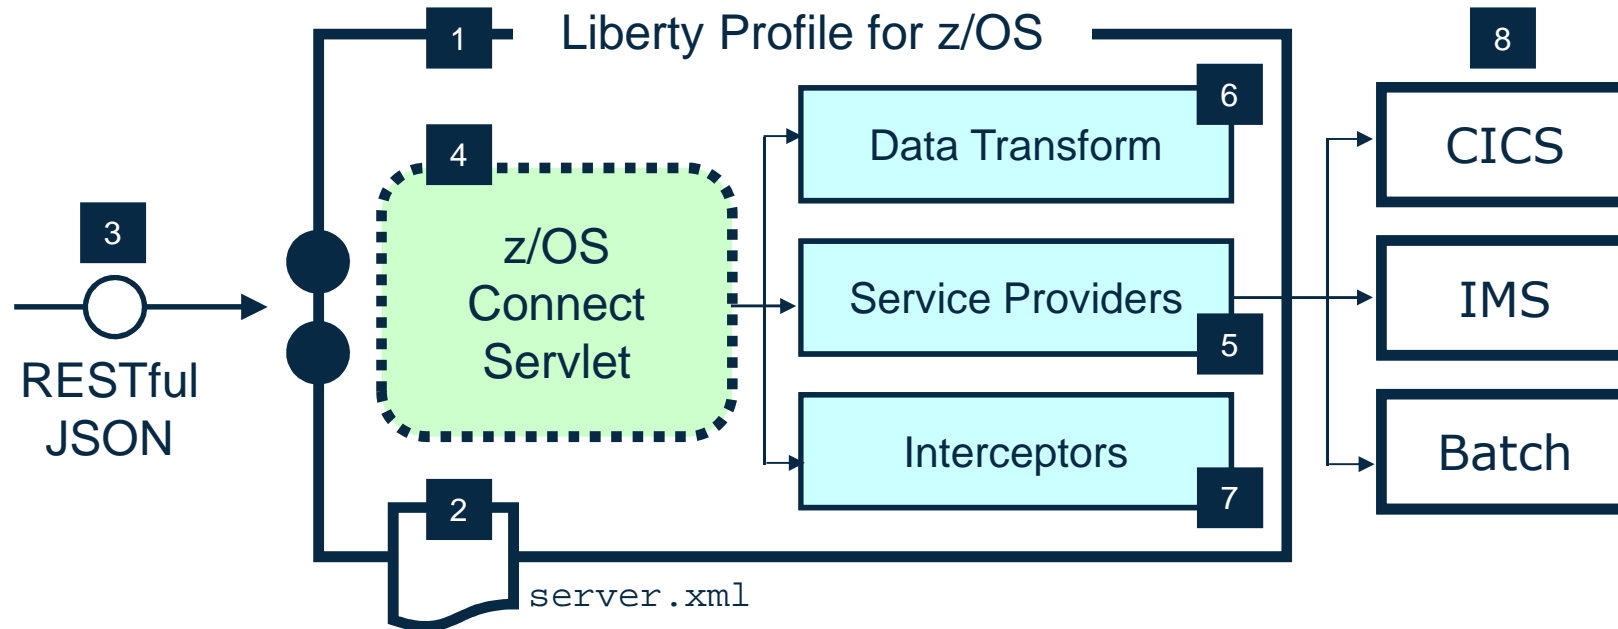 1
Liberty Profile for z/OS
8
6
Data Transform
CICS
4
3
z/OS
Connect
Servlet
RESTful
JSON
Service Providers
5
IMS
Interceptors
7
Batch
2
server.xml